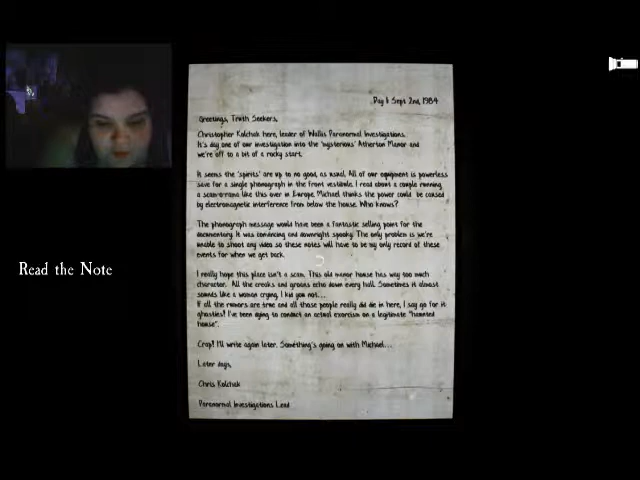 Day 1: Sept 2nd, 1984
Greetings, Truth Seekers,
Christopher Kolchak here, leader of Wallis Paranormal Investigations.
It's day one of our investigation into the 'mysterious' Atherton Manor and
we're off to a bit of a rocky start.
It seems the 'spirits' are up to no good, as usual. All of our equipment is powerless
save for a single phonograph in the front vestibule. I read about a couple running
a scam-o-rama like this over in Europe. Michael thinks the power could be caused
by electromagnetic interference from below the house. Who knows?
The phonograph message would have been a fantastic selling point for the
documentary. It was convincing and downright spooky. The only problem is we're
unable to shoot any video so these notes will have to be my only record of these
events for when we get back.
I really hope this place isn't a scam. This old manor house has way too much
character. All the creaks and groans echo down every hall. Sometimes it almost
sounds like a woman crying, I kid you not...
If all the rumors are true and all those people really did die in here, I say go for it
ghosties! I've been dying to conduct an actual exorcism on a legitimate "haunted
house".
Crap! I'll write again later. Something's going on with Michael...
Later days,
Chris Kolchak
Paranormal Investigations Lead
Read the Note